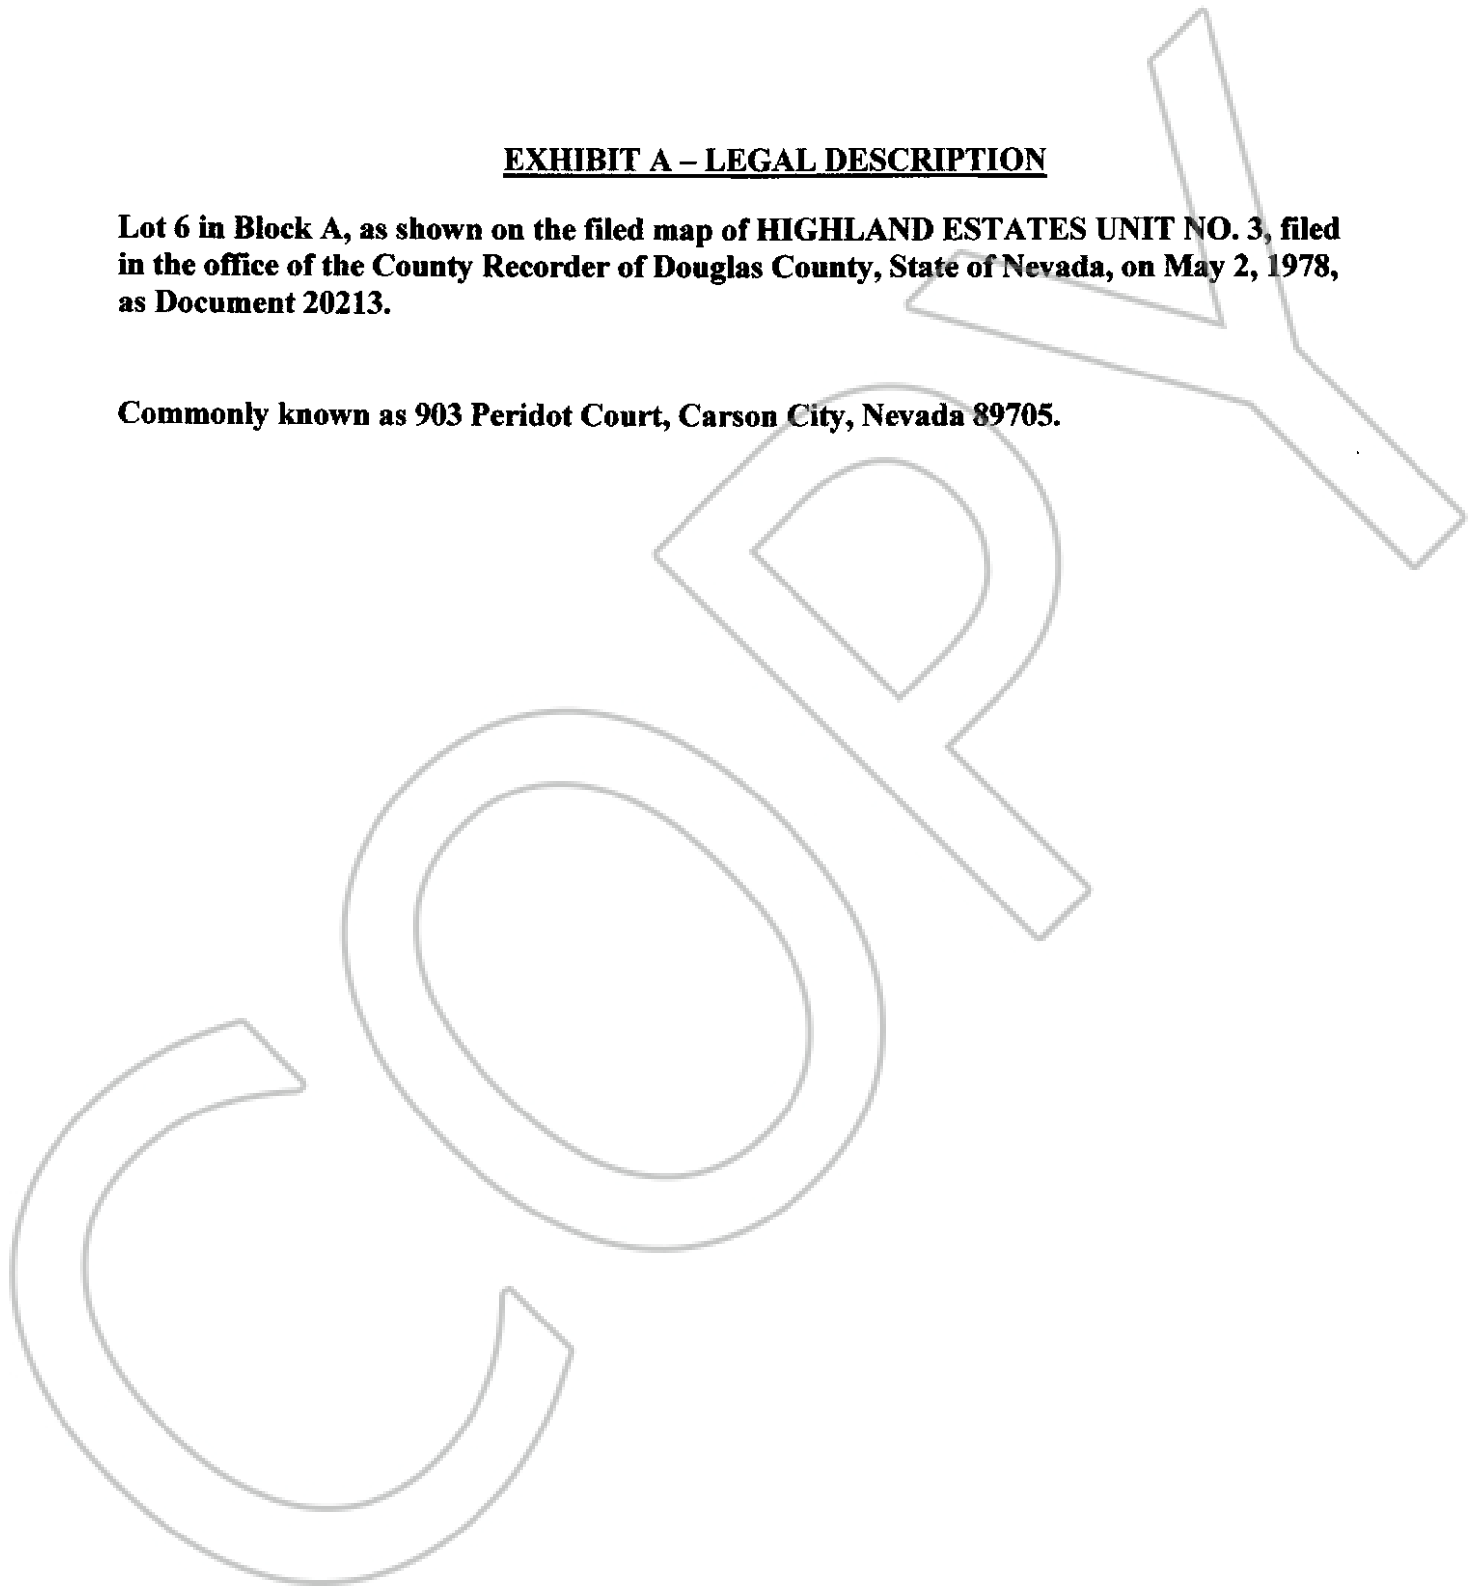 EXHIBIT A – LEGAL DESCRIPTION
Lot 6 in Block A, as shown on the filed map of HIGHLAND ESTATES UNIT NO. 3, filed
in the office of the County Recorder of Douglas County, State of Nevada, on May 2, 1978,
as Document 20213.
Commonly known as 903 Peridot Court, Carson City, Nevada 89705.
COPY